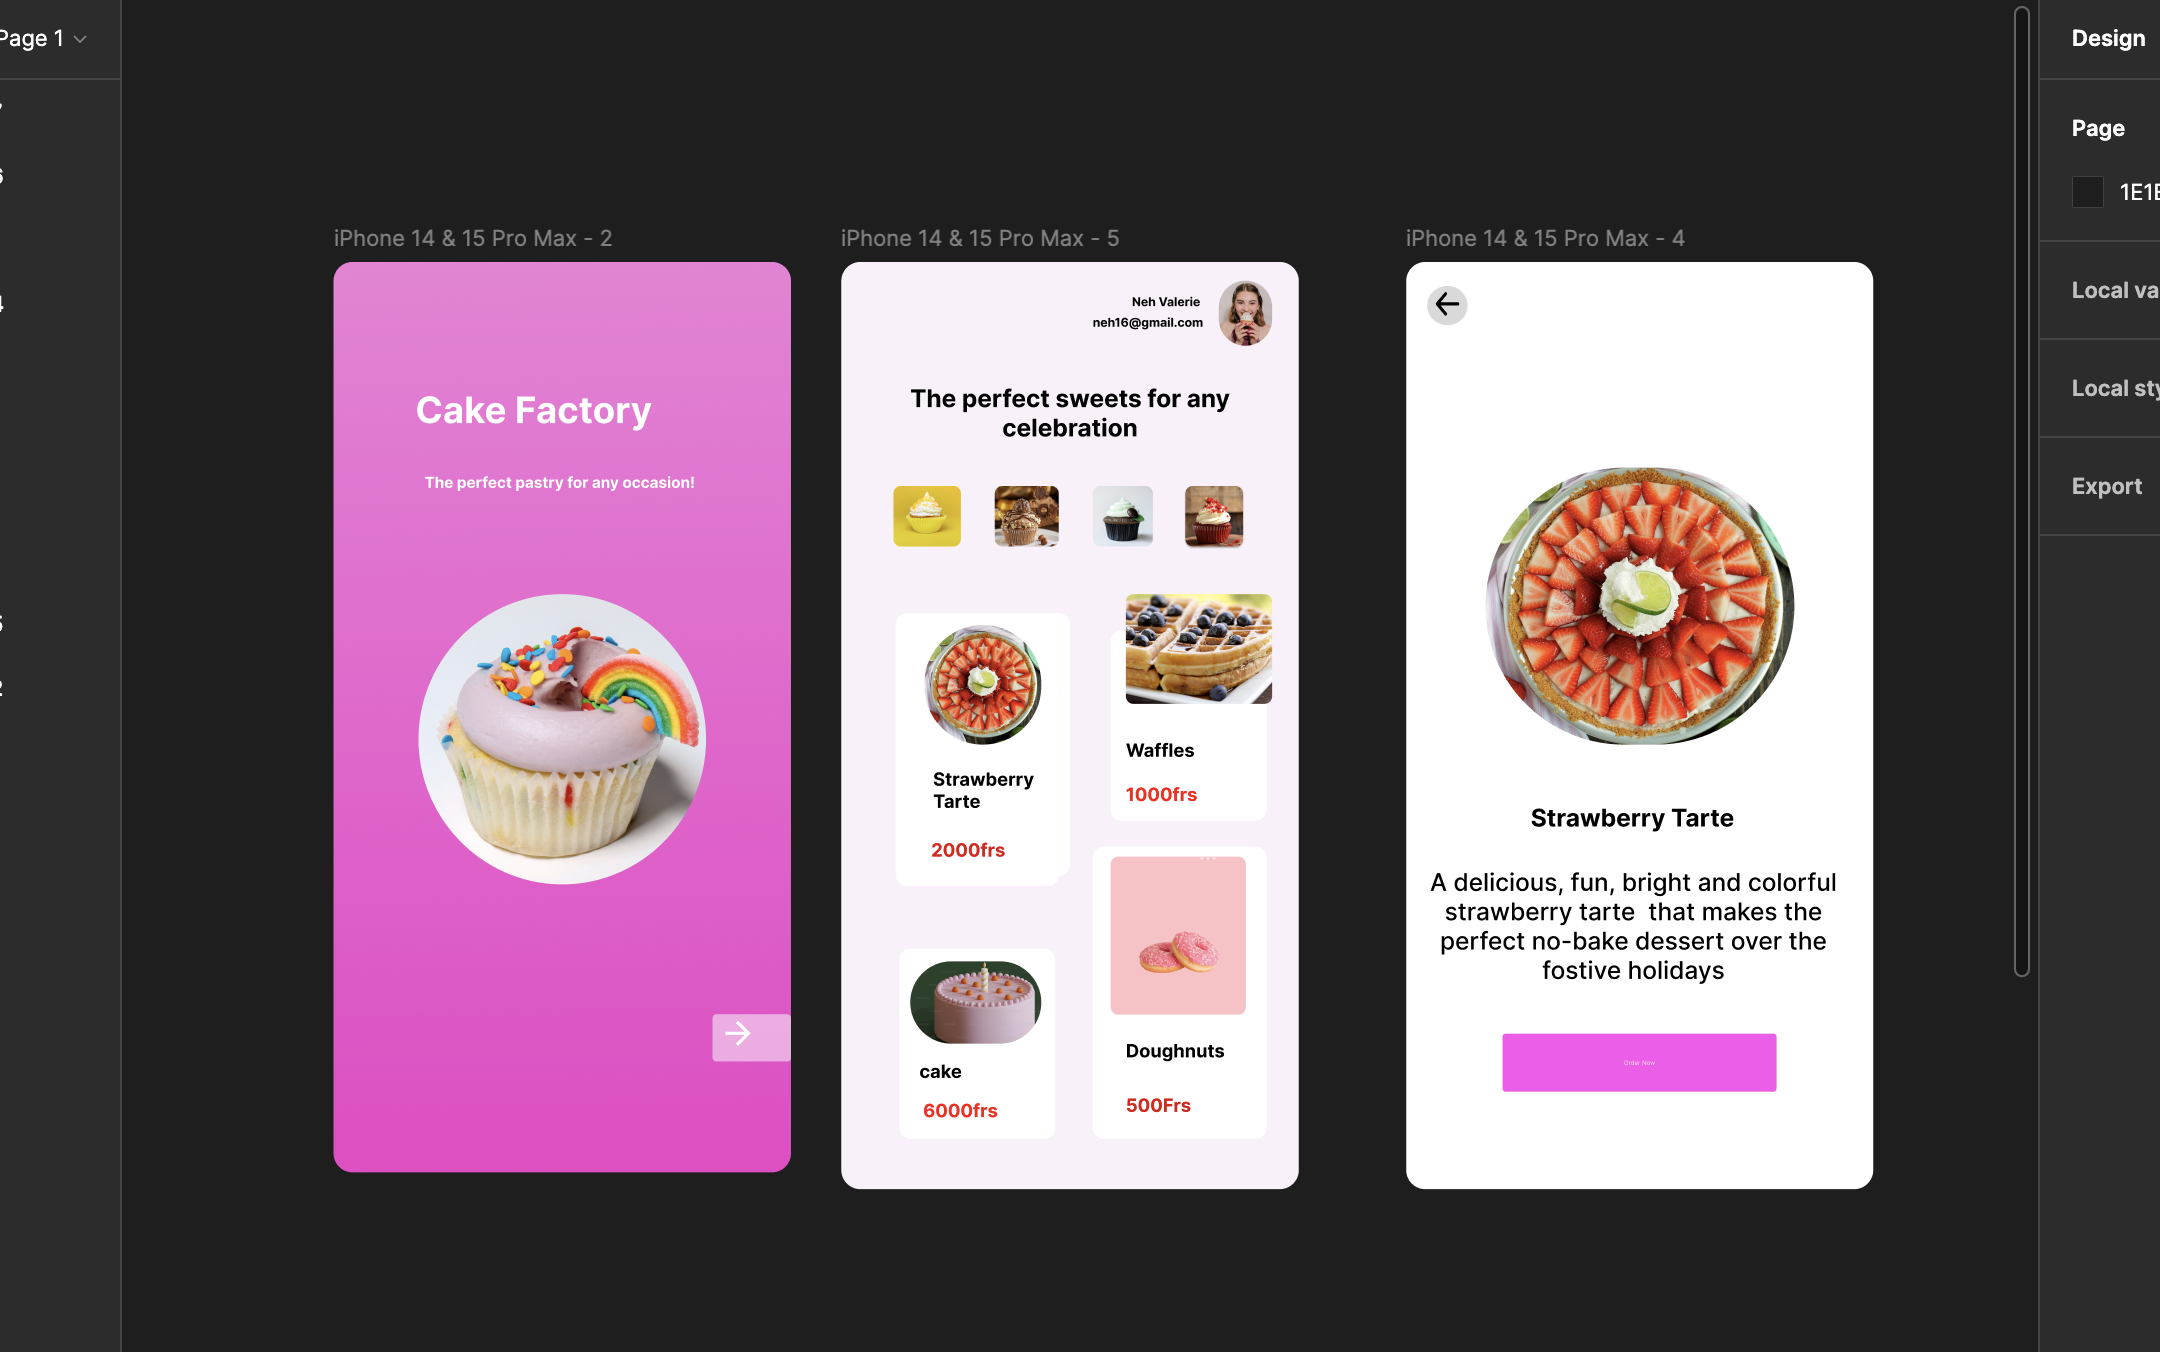 Page 1
Design
Page
1E1E
Local va
Local sty
Export
iPhone 14 & 15 Pro Max - 2
Cake Factory
The perfect pastry for any occasion!
iPhone 14 & 15 Pro Max - 5
Neh Valerie
neh16@gmail.com
The perfect sweets for any
celebration
Strawberry
Tarte
2000frs
Waffles
1000frs
cake
6000frs
Doughnuts
500Frs
iPhone 14 & 15 Pro Max - 4
Strawberry Tarte
A delicious, fun, bright and colorful
strawberry tarte  that makes the
perfect no-bake dessert over the
fostive holidays
Order Now